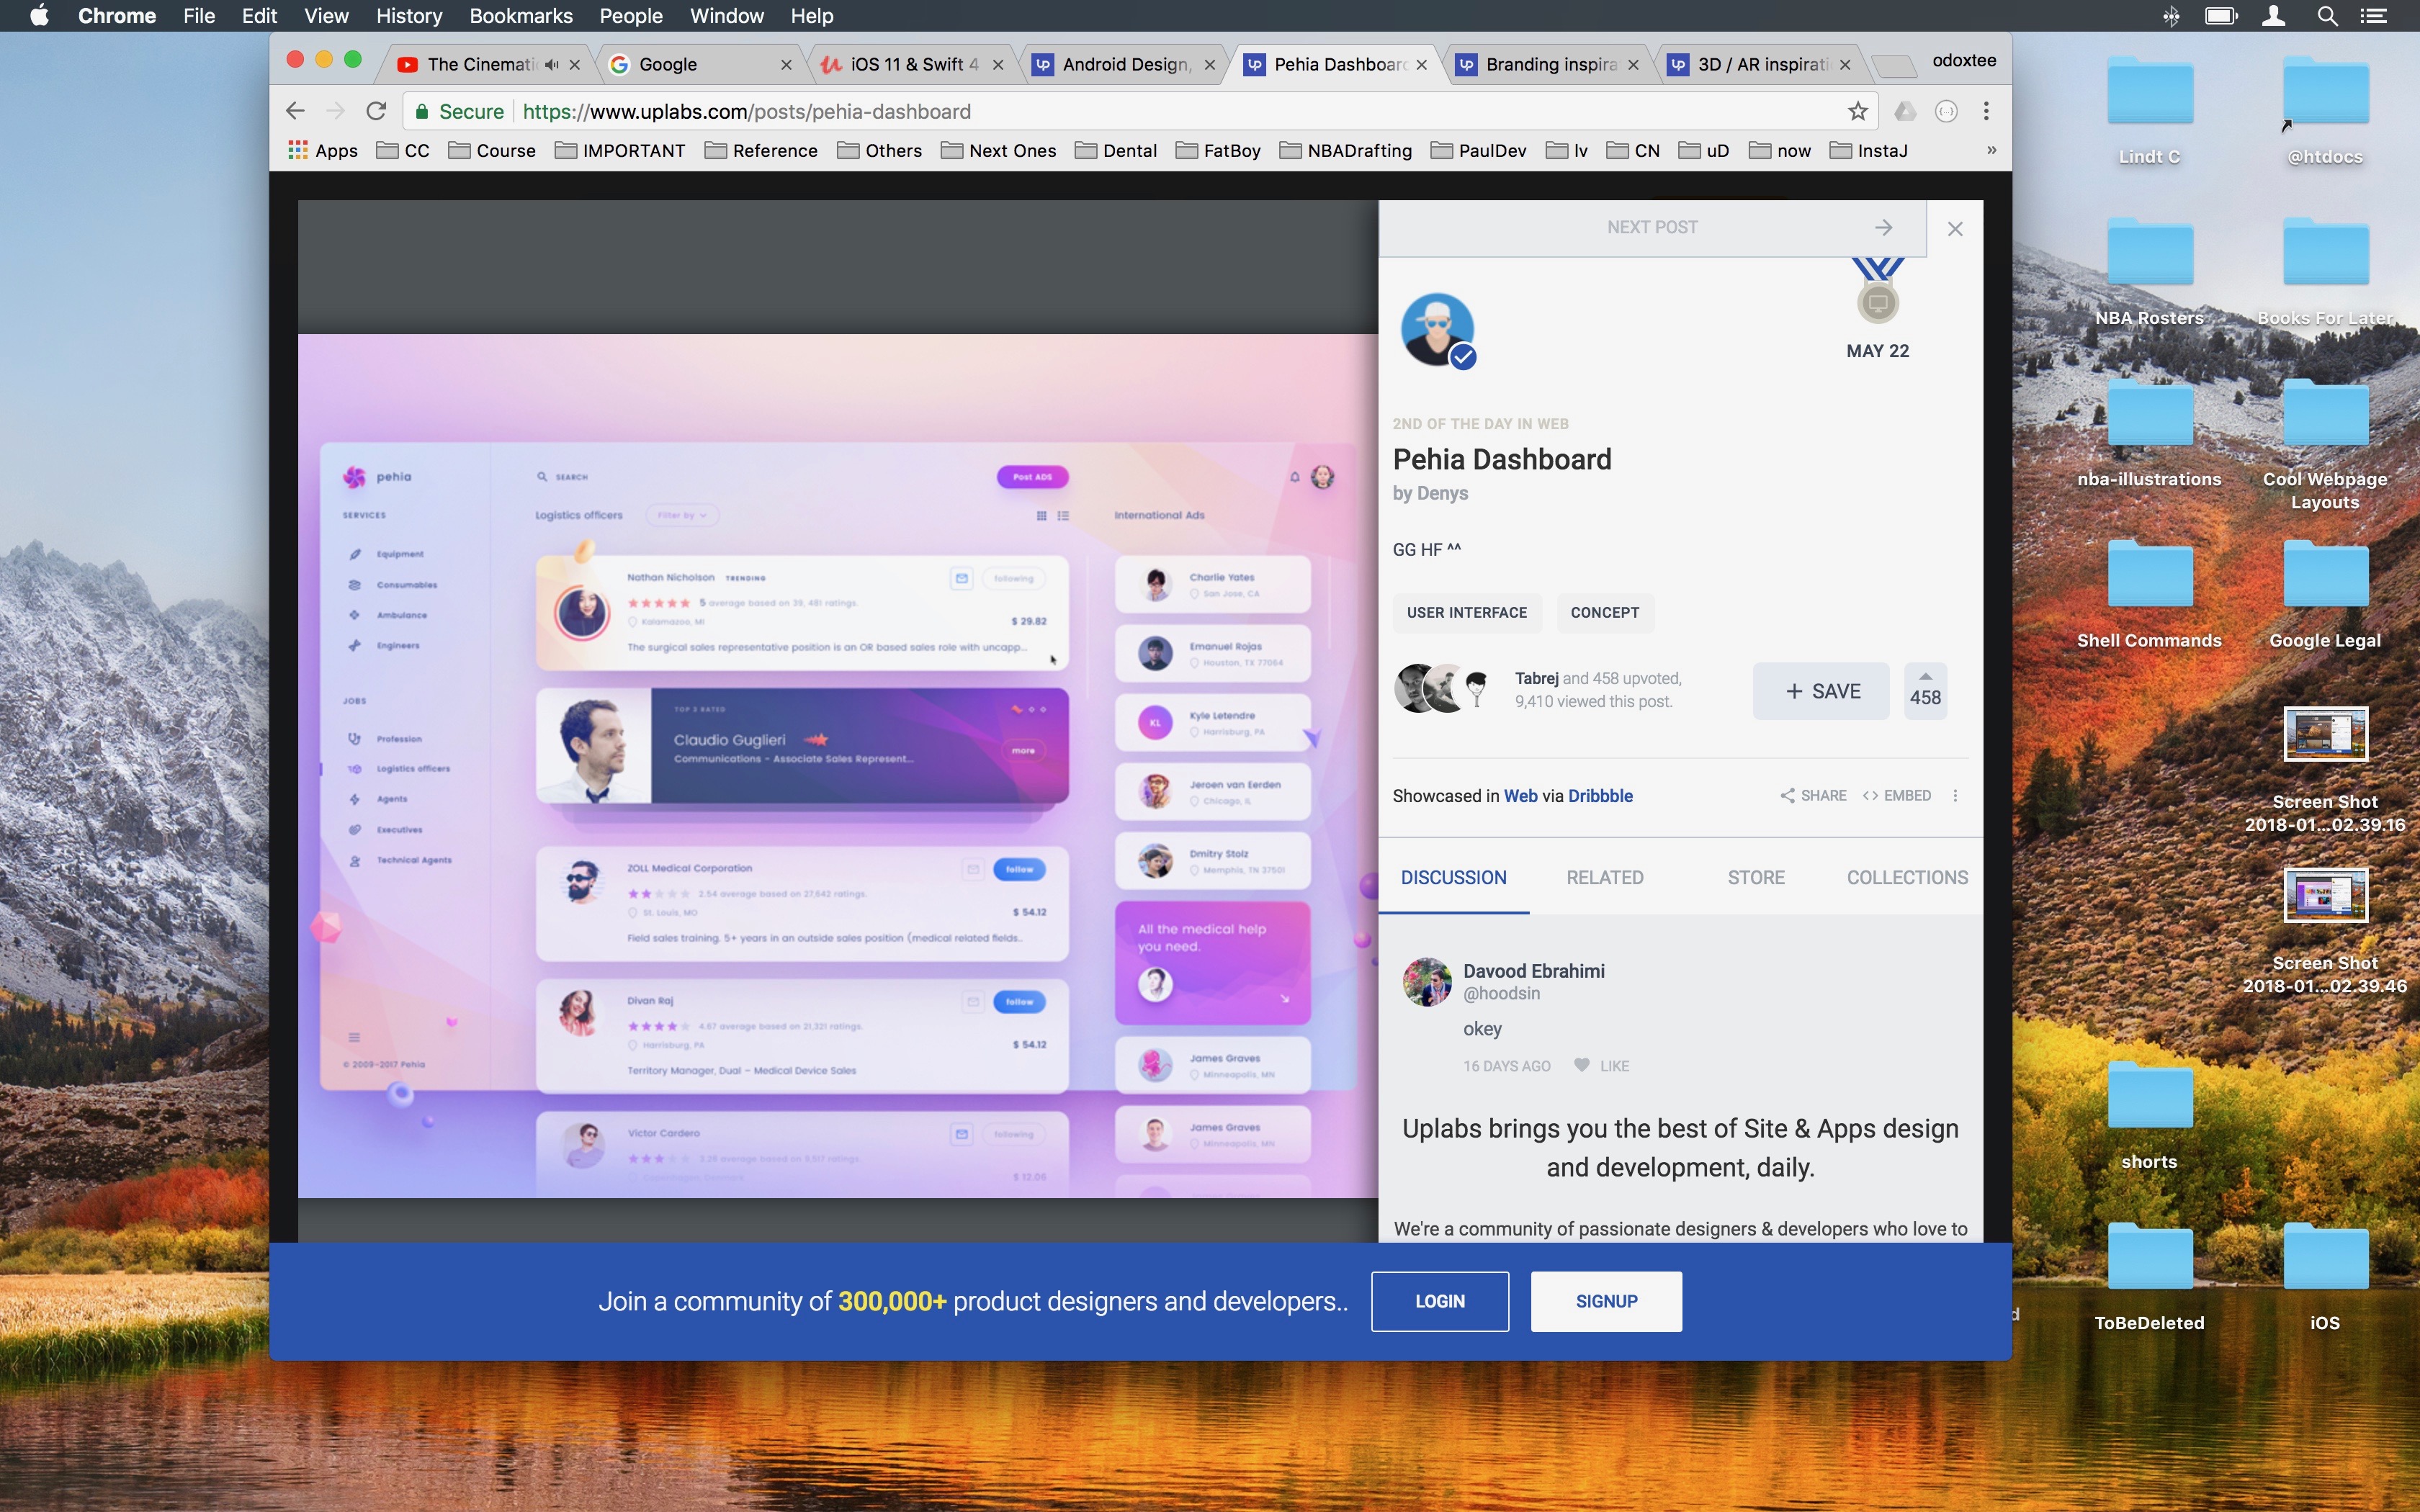 Chrome File Edit View History Bookmarks People Window Help
The Cinemati
Google
iOS 11 & Swift 4
Android Design,
Pehia Dashboard
Branding inspira
3D / AR inspirati
odoxtee
Secure https://www.uplabs.com/posts/pehia-dashboard
Apps CC Course IMPORTANT Reference Others Next Ones Dental FatBoy NBADrafting PaulDev lv CN uD now InstaJ »
NEXT POST
MAY 22
2ND OF THE DAY IN WEB
Pehia Dashboard
by Denys
GG HF ^^
USER INTERFACE CONCEPT
Tabrej and 458 upvoted,
9,410 viewed this post.
+ SAVE
458
Showcased in Web via Dribbble
SHARE <> EMBED
DISCUSSION RELATED STORE COLLECTIONS
Davood Ebrahimi
@hoodsin
okey
16 DAYS AGO LIKE
Uplabs brings you the best of Site & Apps design
and development, daily.
We're a community of passionate designers & developers who love to
pehia
SERVICES
Equipment
Consumables
Ambulance
Engineers
JOBS
Profession
Logistics officers
Agents
Executives
Technical Agents
© 2009-2017 Pehia
SEARCH
Post ADS
Logistics officers
Filter by
International Ads
Nathan Nicholson TRENDING
following
5 average based on 39, 481 ratings.
Kalamazoo, MI
$ 29.82
The surgical sales representative position is an OR based sales role with uncapp...
TOP 3 RATED
Claudio Guglieri
Communications - Associate Sales Represent...
more
ZOLL Medical Corporation
follow
2.54 average based on 27,642 ratings.
St. Louis, MO
$ 54.12
Field sales training. 5+ years in an outside sales position (medical related fields..
Divan Raj
follow
4.67 average based on 21,321 ratings.
Harrisburg, PA
$ 54.12
Territory Manager, Dual – Medical Device Sales
Victor Cardero
following
$ 12.06
Charlie Yates
San Jose, CA
Emanuel Rojas
Houston, TX 77064
KL
Kyle Letendre
Harrisburg, PA
Jeroen van Eerden
Chicago, IL
Dmitry Stolz
Memphis, TN 37501
All the medical help
you need.
James Graves
Minneapolis, MN
James Graves
Minneapolis, MN
Join a community of 300,000+ product designers and developers..
LOGIN
SIGNUP
Lindt C
@htdocs
NBA Rosters
Books For Later
nba-illustrations
Cool Webpage
Layouts
Shell Commands
Google Legal
Screen Shot
2018-01...02.39.16
Screen Shot
2018-01...02.39.46
shorts
ToBeDeleted
iOS